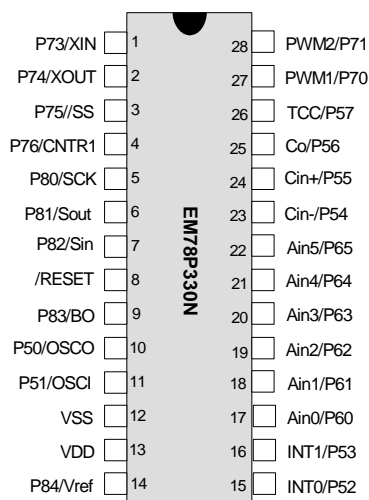 P73/XIN 1 28 PWM2/P71
P74/XOUT 2 27 PWM1/P70
P75//SS 3 26 TCC/P57
P76/CNTR1 4 25 Co/P56
P80/SCK 5 24 Cin+/P55
P81/Sout 6 23 Cin-/P54
P82/Sin 7 22 Ain5/P65
/RESET 8 21 Ain4/P64
P83/BO 9 20 Ain3/P63
P50/OSCO 10 19 Ain2/P62
P51/OSCI 11 18 Ain1/P61
VSS 12 17 Ain0/P60
VDD 13 16 INT1/P53
P84/Vref 14 15 INT0/P52
EM78P330N